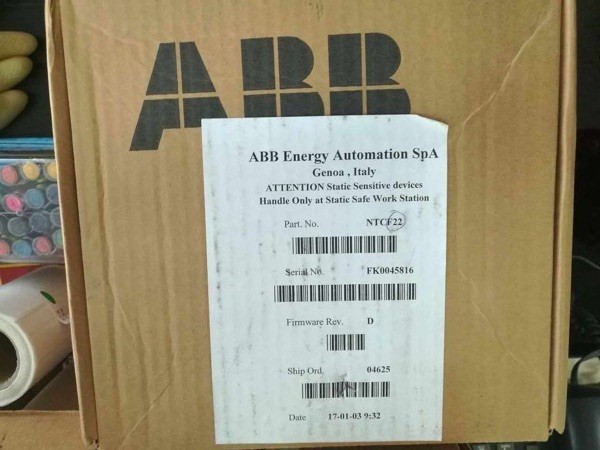 ABB
ABB Energy Automation SpA
Genoa , Italy
ATTENTION Static Sensitive devices
Handle Only at Static Safe Work Station
Part. No. NTCF22
Serial No. FK0045816
Firmware Rev. D
Ship Ord. 04625
Date 17-01-03 9:32